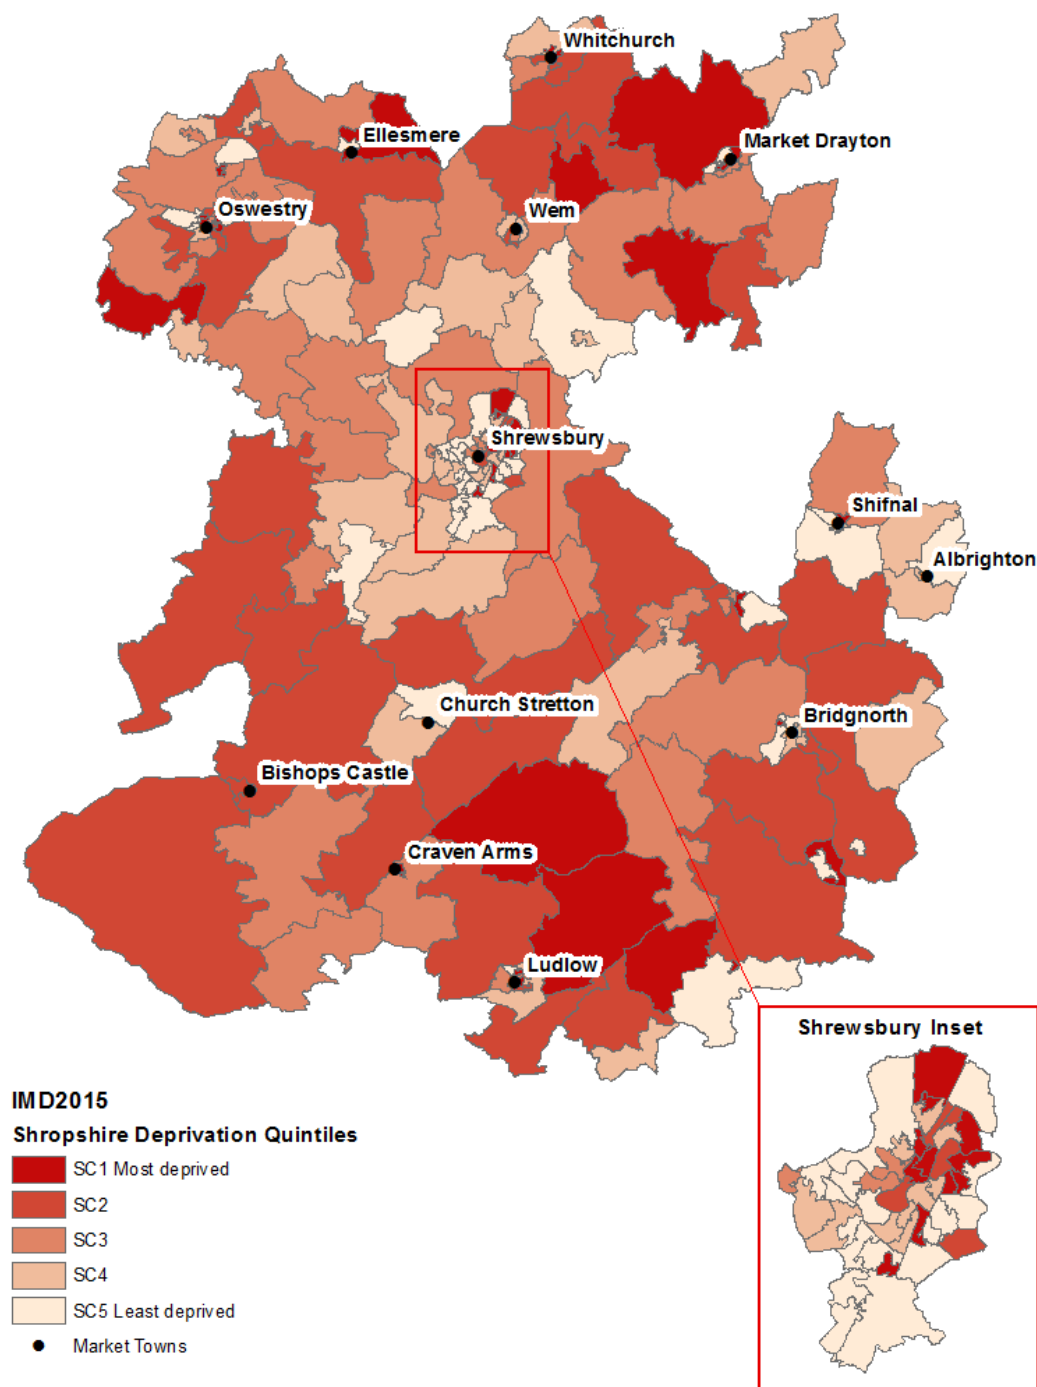 Whitchurch
Ellesmere
Market Drayton
Oswestry
Wem
Shrewsbury
Shifnal
Albrighton
Church Stretton
Bridgnorth
Bishops Castle
Craven Arms
Ludlow
Shrewsbury Inset
IMD2015
Shropshire Deprivation Quintiles
SC1 Most deprived
SC2
SC3
SC4
SC5 Least deprived
Market Towns